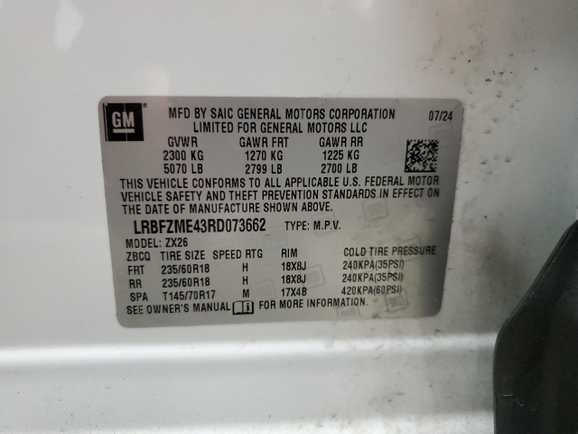 GM
MFD BY SAIC GENERAL MOTORS CORPORATION 07/24
LIMITED FOR GENERAL MOTORS LLC
GVWR GAWR FRT GAWR RR
2300 KG 1270 KG 1225 KG
5070 LB 2799 LB 2700 LB
THIS VEHICLE CONFORMS TO ALL APPLICABLE U.S. FEDERAL MOTOR
VEHICLE SAFETY AND THEFT PREVENTION STANDARDS IN EFFECT ON
THE DATE OF MANUFACTURE SHOWN ABOVE.
LRBFZME43RD073662 TYPE: M.P.V.
MODEL: ZX26
ZBCQ TIRE SIZE SPEED RTG RIM COLD TIRE PRESSURE
FRT 235/60R18 H 18X8J 240KPA(35PSI)
RR 235/60R18 H 18X8J 240KPA(35PSI)
SPA T145/70R17 M 17X4B 420KPA(60PSI)
SEE OWNER'S MANUAL FOR MORE INFORMATION